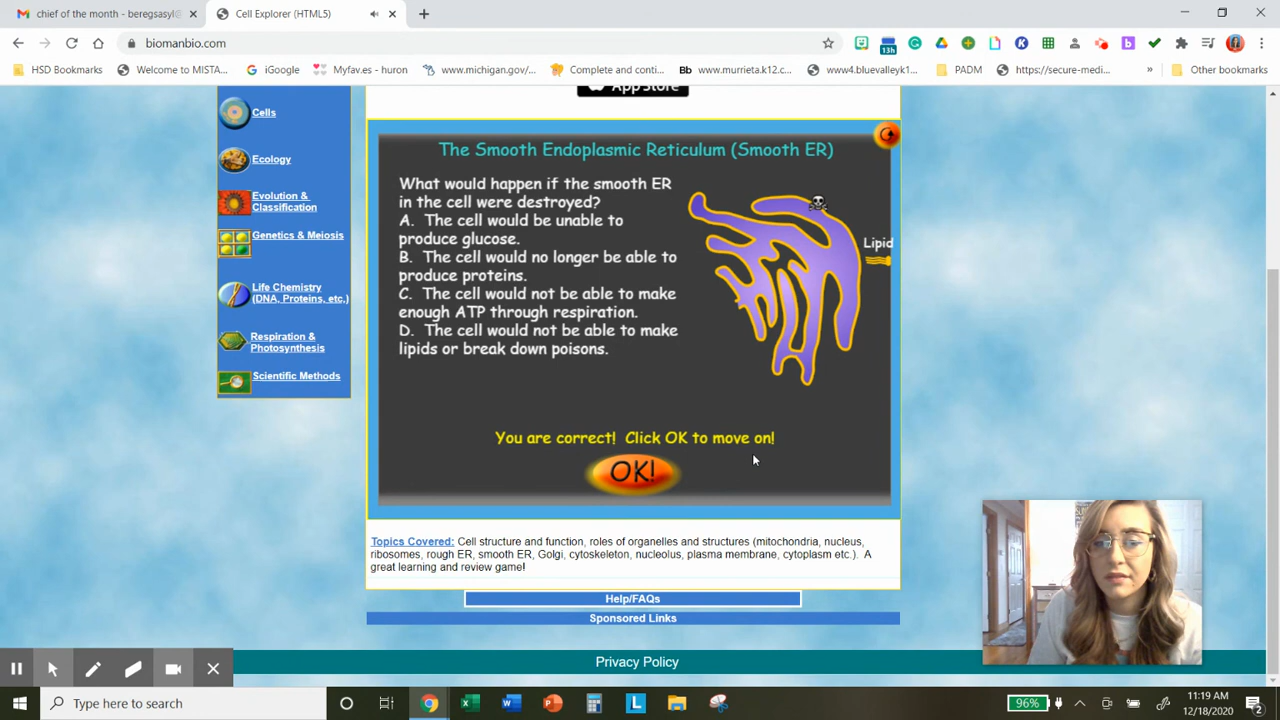 chief of the month - beregsasyl@
Cell Explorer (HTML5)
biomanbio.com
13h
HSD Bookmarks
Welcome to MISTA...
iGoogle
Myfav.es - huron
www.michigan.gov/...
Complete and conti...
Bb www.murrieta.k12.c...
www4.bluevalleyk1...
PADM
https://secure-medi...
»
Other bookmarks
App Store
Cells
Ecology
Evolution &
Classification
Genetics & Meiosis
Life Chemistry
(DNA, Proteins, etc.)
Respiration &
Photosynthesis
Scientific Methods
The Smooth Endoplasmic Reticulum (Smooth ER)
What would happen if the smooth ER
in the cell were destroyed?
A. The cell would be unable to
produce glucose.
B. The cell would no longer be able to
produce proteins.
C. The cell would not be able to make
enough ATP through respiration.
D. The cell would not be able to make
lipids or break down poisons.
Lipid
You are correct! Click OK to move on!
OK!
Topics Covered: Cell structure and function, roles of organelles and structures (mitochondria, nucleus,
ribosomes, rough ER, smooth ER, Golgi, cytoskeleton, nucleolus, plasma membrane, cytoplasm etc.). A
great learning and review game!
Help/FAQs
Sponsored Links
Privacy Policy
Type here to search
96%
11:19 AM
12/18/2020
2